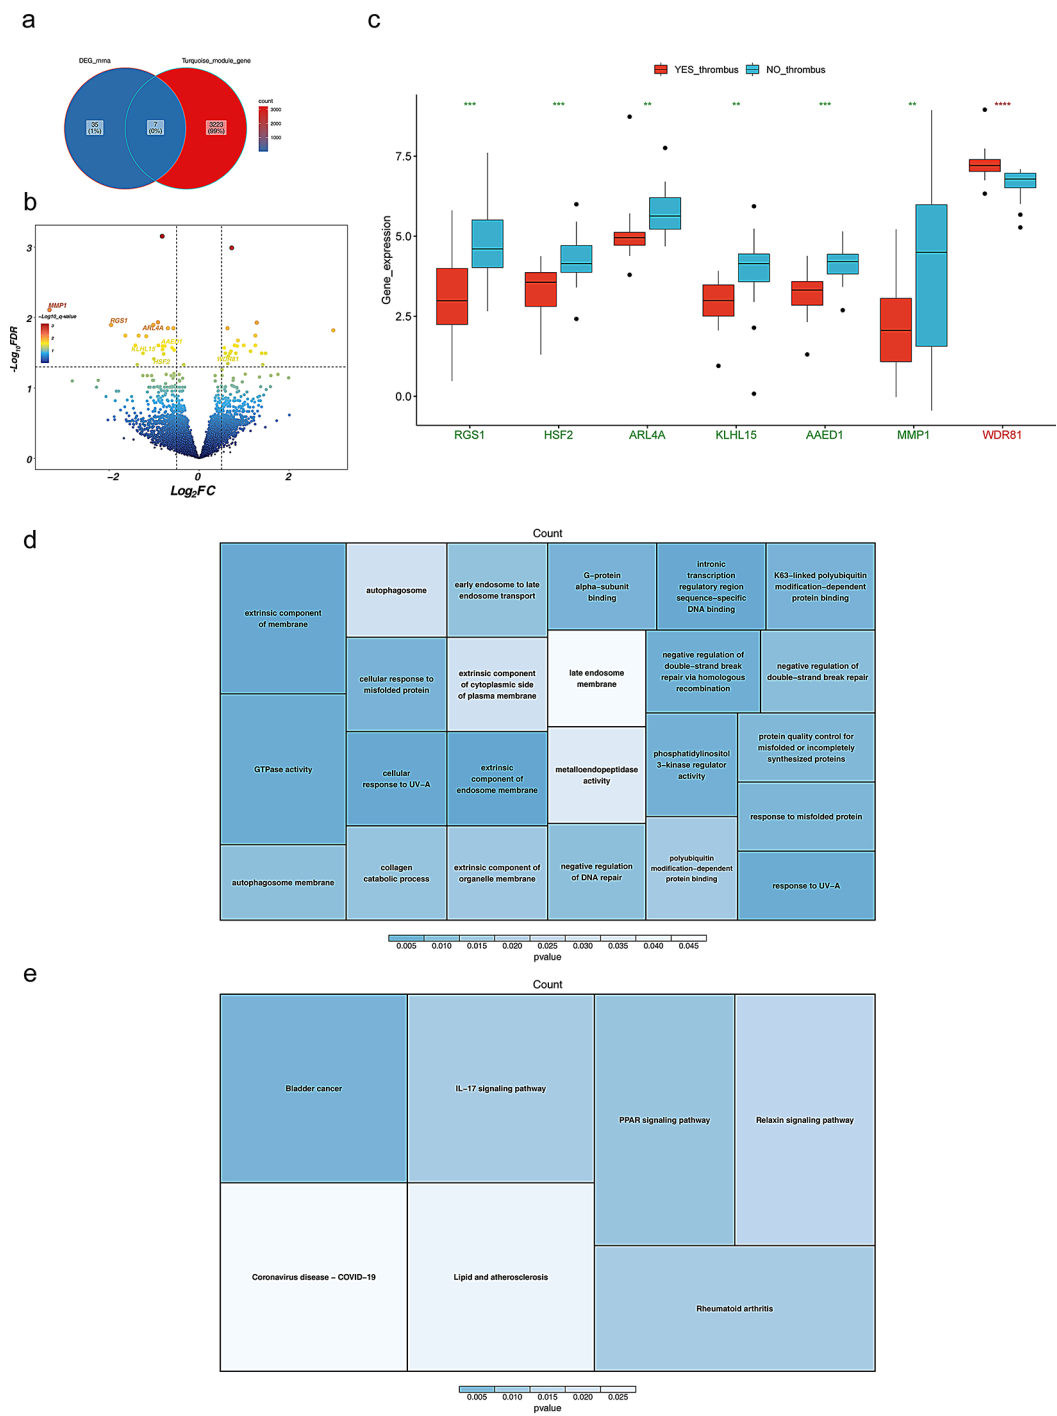 a
DEG_mrna
Turquoise_module_gene
35
(1%)
7
(0%)
3223
(99%)
count
3000
2000
1000
b
3
2
1
0
-Log10FDR
MMP1
−Log10_q-value
3
2
1
RGS1
ARL4A
AAED1
KLHL15
HSF2
WDR81
−2
0
2
Log2FC
c
YES_thrombus
NO_thrombus
***
***
**
**
***
**
****
7.5
5.0
2.5
0.0
Gene_expression
RGS1
HSF2
ARL4A
KLHL15
AAED1
MMP1
WDR81
d
Count
extrinsic component
of membrane
GTPase activity
autophagosome membrane
autophagosome
cellular response to
misfolded protein
cellular
response to UV−A
collagen
catabolic process
early endosome to late
endosome transport
extrinsic component
of cytoplasmic side
of plasma membrane
extrinsic
component of
endosome membrane
extrinsic component of
organelle membrane
G−protein
alpha−subunit
binding
late endosome
membrane
metalloendopeptidase
activity
negative regulation
of DNA repair
intronic
transcription
regulatory region
sequence−specific
DNA binding
K63−linked polyubiquitin
modification−dependent
protein binding
negative regulation of
double−strand break
repair via homologous
recombination
negative regulation of
double−strand break repair
phosphatidylinositol
3−kinase regulator
activity
polyubiquitin
modification−dependent
protein binding
protein quality control for
misfolded or incompletely
synthesized proteins
response to misfolded protein
response to UV−A
0.005 0.010 0.015 0.020 0.025 0.030 0.035 0.040 0.045
pvalue
e
Count
Bladder cancer
IL−17 signaling pathway
PPAR signaling pathway
Relaxin signaling pathway
Coronavirus disease − COVID−19
Lipid and atherosclerosis
Rheumatoid arthritis
0.005 0.010 0.015 0.020 0.025
pvalue